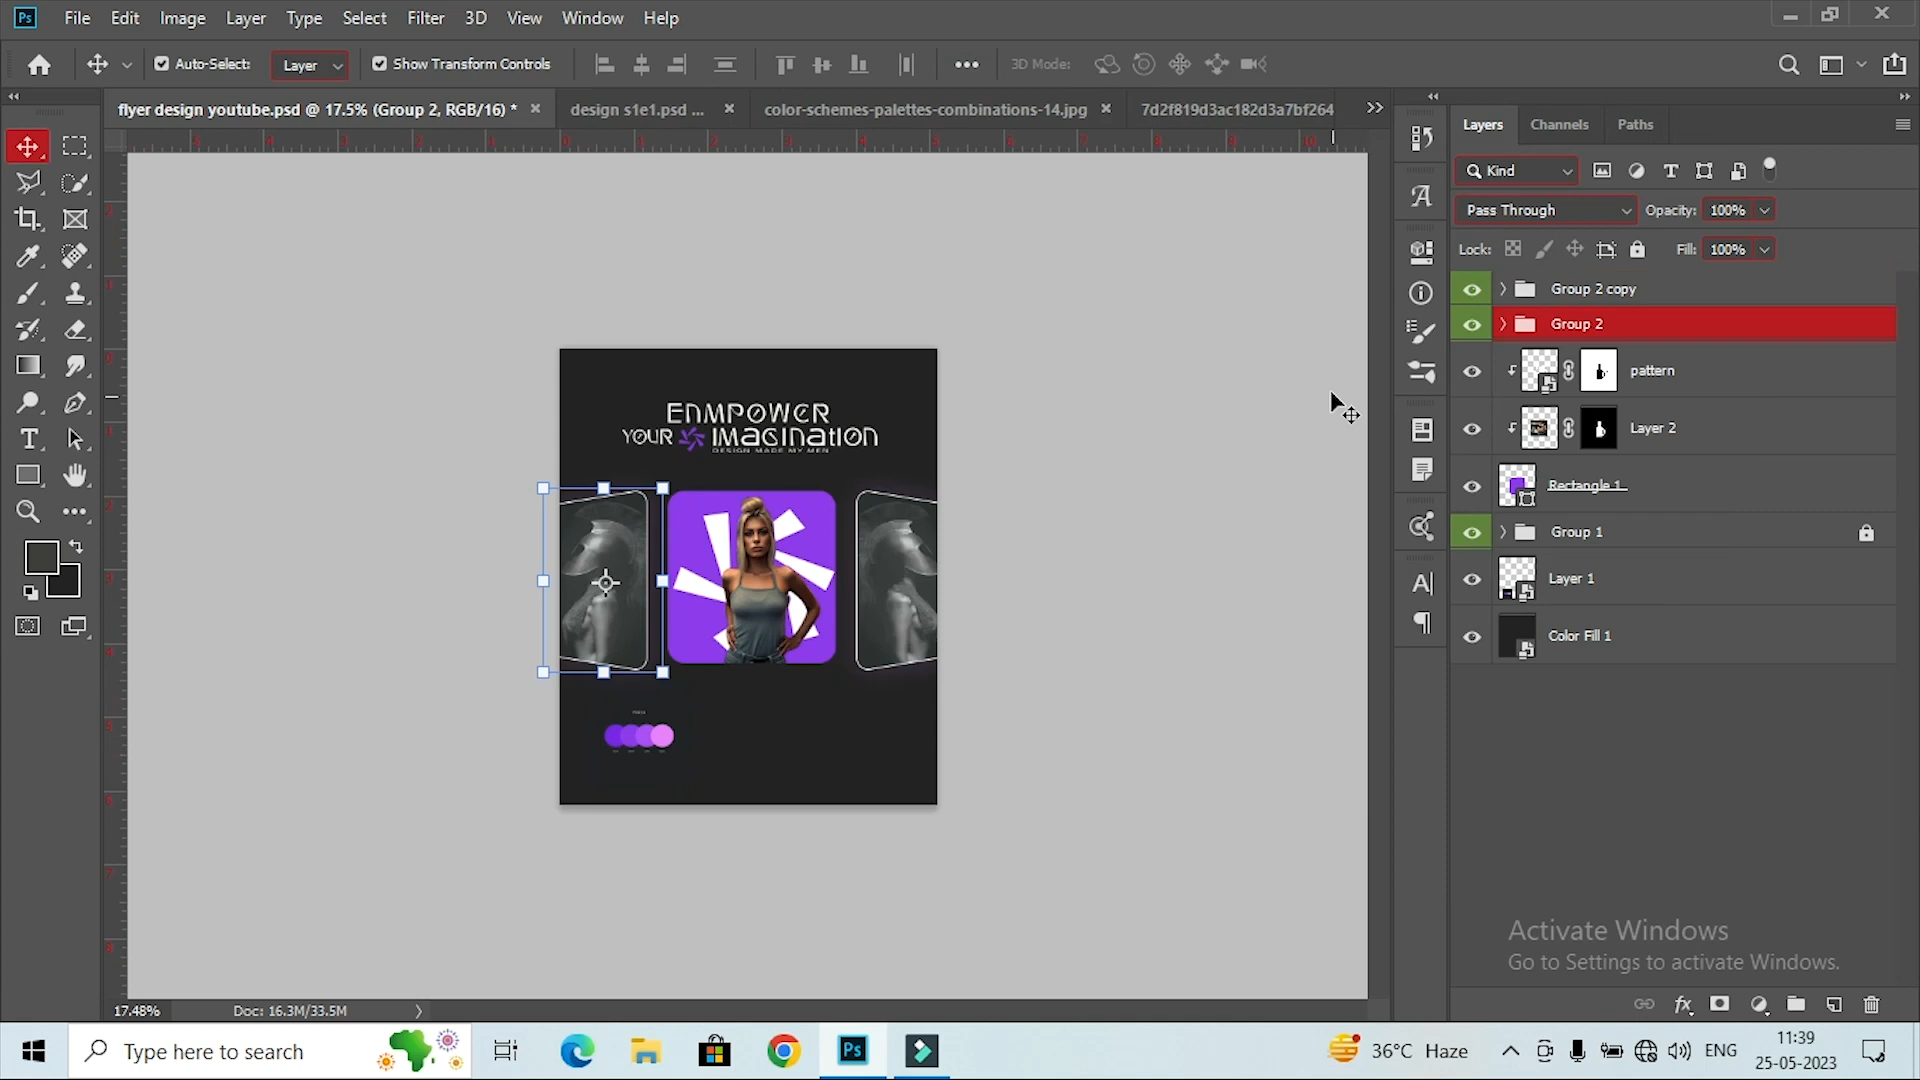 Ps File Edit Image Layer Type Select Filter 3D View Window Help
Auto-Select: Layer Show Transform Controls 3D Mode:
flyer design youtube.psd @ 17.5% (Group 2, RGB/16) * design s1e1.psd ... color-schemes-palettes-combinations-14.jpg 7d2f819d3ac182d3a7bf264
Layers Channels Paths
Kind
Pass Through Opacity: 100%
Lock: Fill: 100%
Group 2 copy
Group 2
pattern
Layer 2
Rectangle 1
Group 1
Layer 1
Color Fill 1
ENMPOWER
YOUR IMAGINATION
DESIGN MADE MY MEN
Activate Windows
Go to Settings to activate Windows.
17.48% Doc: 16.3M/33.5M
Type here to search
Ps
36°C Haze
ENG
11:39
25-05-2023